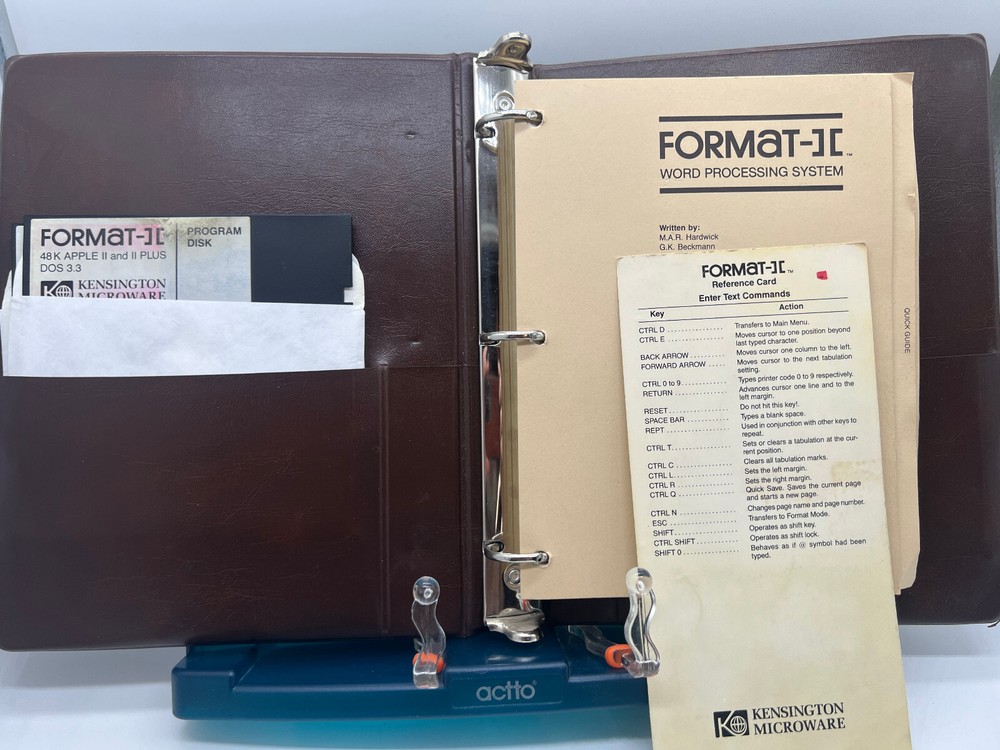 FORMAT-][
48K APPLE II and II PLUS
DOS 3.3
KENSINGTON
MICROWARE
PROGRAM
DISK
FORMAT-][™
WORD PROCESSING SYSTEM
Written by:
M.A.R. Hardwick
G.K. Beckmann
QUICK GUIDE
FORMAT-][™
Reference Card
Enter Text Commands
Key Action
CTRL D ................ Transfers to Main Menu.
CTRL E ................ Moves cursor to one position beyond
last typed character.
BACK ARROW .......... Moves cursor one column to the left.
FORWARD ARROW ..... Moves cursor to the next tabulation
setting.
CTRL 0 to 9 ............. Types printer code 0 to 9 respectively.
RETURN ................ Advances cursor one line and to the
left margin.
RESET .................. Do not hit this key!.
SPACE BAR ............. Types a blank space.
REPT ................... Used in conjunction with other keys to
repeat.
CTRL T ................. Sets or clears a tabulation at the cur-
rent position.
CTRL C ................. Clears all tabulation marks.
CTRL L ................. Sets the left margin.
CTRL R ................. Sets the right margin.
CTRL Q ................. Quick Save. Saves the current page
and starts a new page.
CTRL N ................. Changes page name and page number.
ESC .................... Transfers to Format Mode.
SHIFT .................. Operates as shift key.
CTRL SHIFT ............ Operates as shift lock.
SHIFT 0 ................ Behaves as if @ symbol had been
typed.
KENSINGTON
MICROWARE
actto®